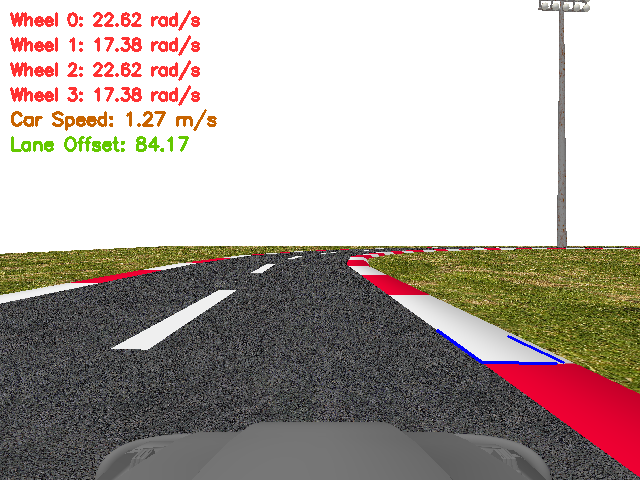 Wheel 0: 22.62 rad/s
Wheel 1: 17.38 rad/s
Wheel 2: 22.62 rad/s
Wheel 3: 17.38 rad/s
Car Speed: 1.27 m/s
Lane Offset: 84.17